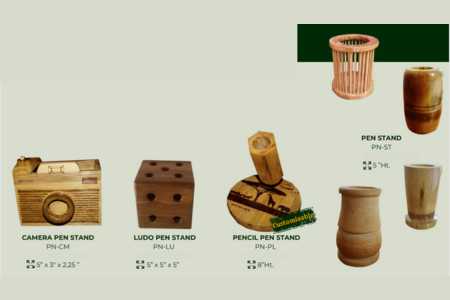 PEN STAND
PN-ST
5 "Ht.
Customisable
CAMERA PEN STAND
PN-CM
5" x 3" x 2.25 "
LUDO PEN STAND
PN-LU
5" x 5" x 5"
PENCIL PEN STAND
PN-PL
8"Ht.